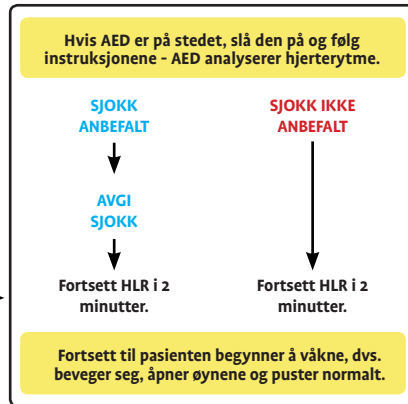 Hvis AED er på stedet, slå den på og følg
instruksjonene - AED analyserer hjerterytme.
SJOKK
ANBEFALT
AVGI
SJOKK
Fortsett HLR i 2
minutter.
SJOKK IKKE
ANBEFALT
Fortsett HLR i 2
minutter.
Fortsett til pasienten begynner å våkne, dvs.
beveger seg, åpner øynene og puster normalt.